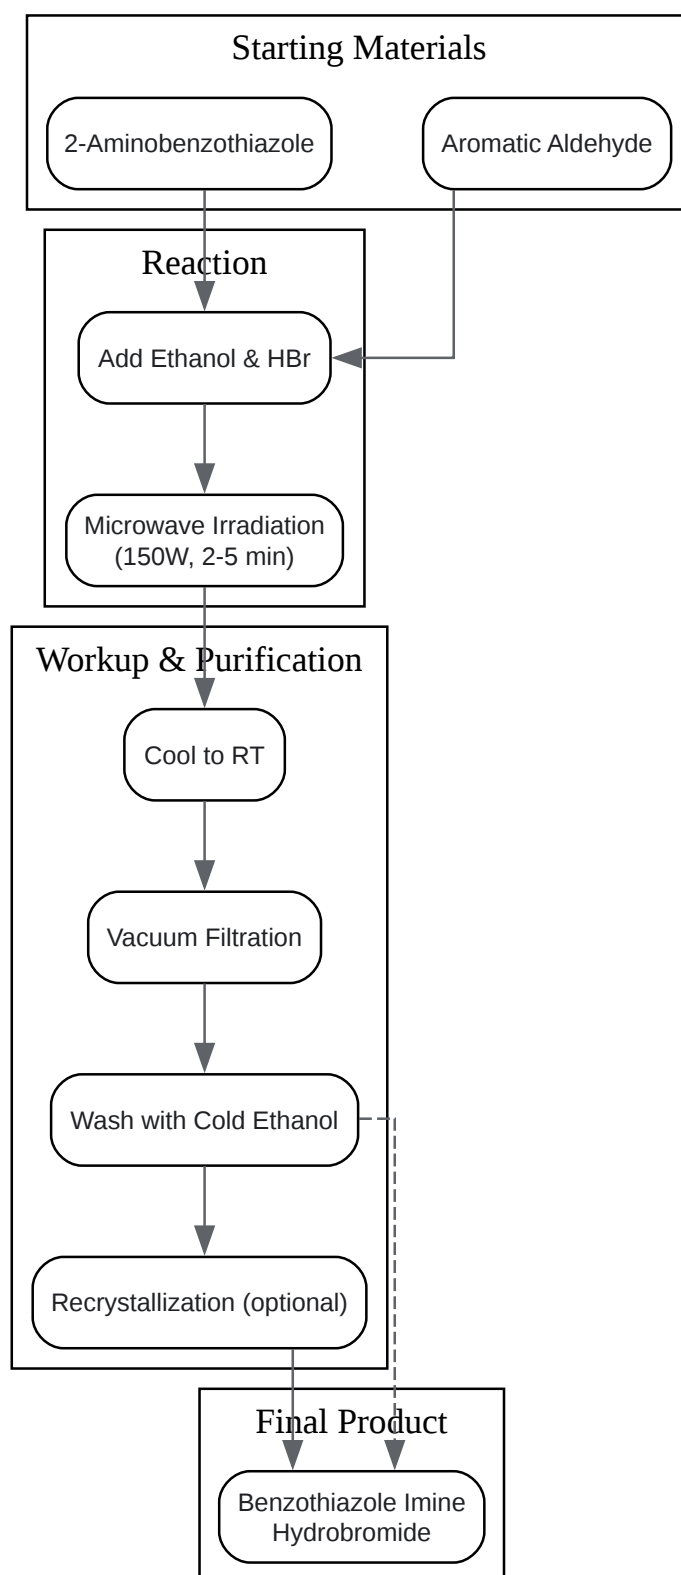 Starting Materials
2-Aminobenzothiazole
Aromatic Aldehyde
Reaction
Add Ethanol & HBr
Microwave Irradiation
(150W, 2-5 min)
Workup & Purification
Cool to RT
Vacuum Filtration
Wash with Cold Ethanol
Recrystallization (optional)
Final Product
Benzothiazole Imine
Hydrobromide